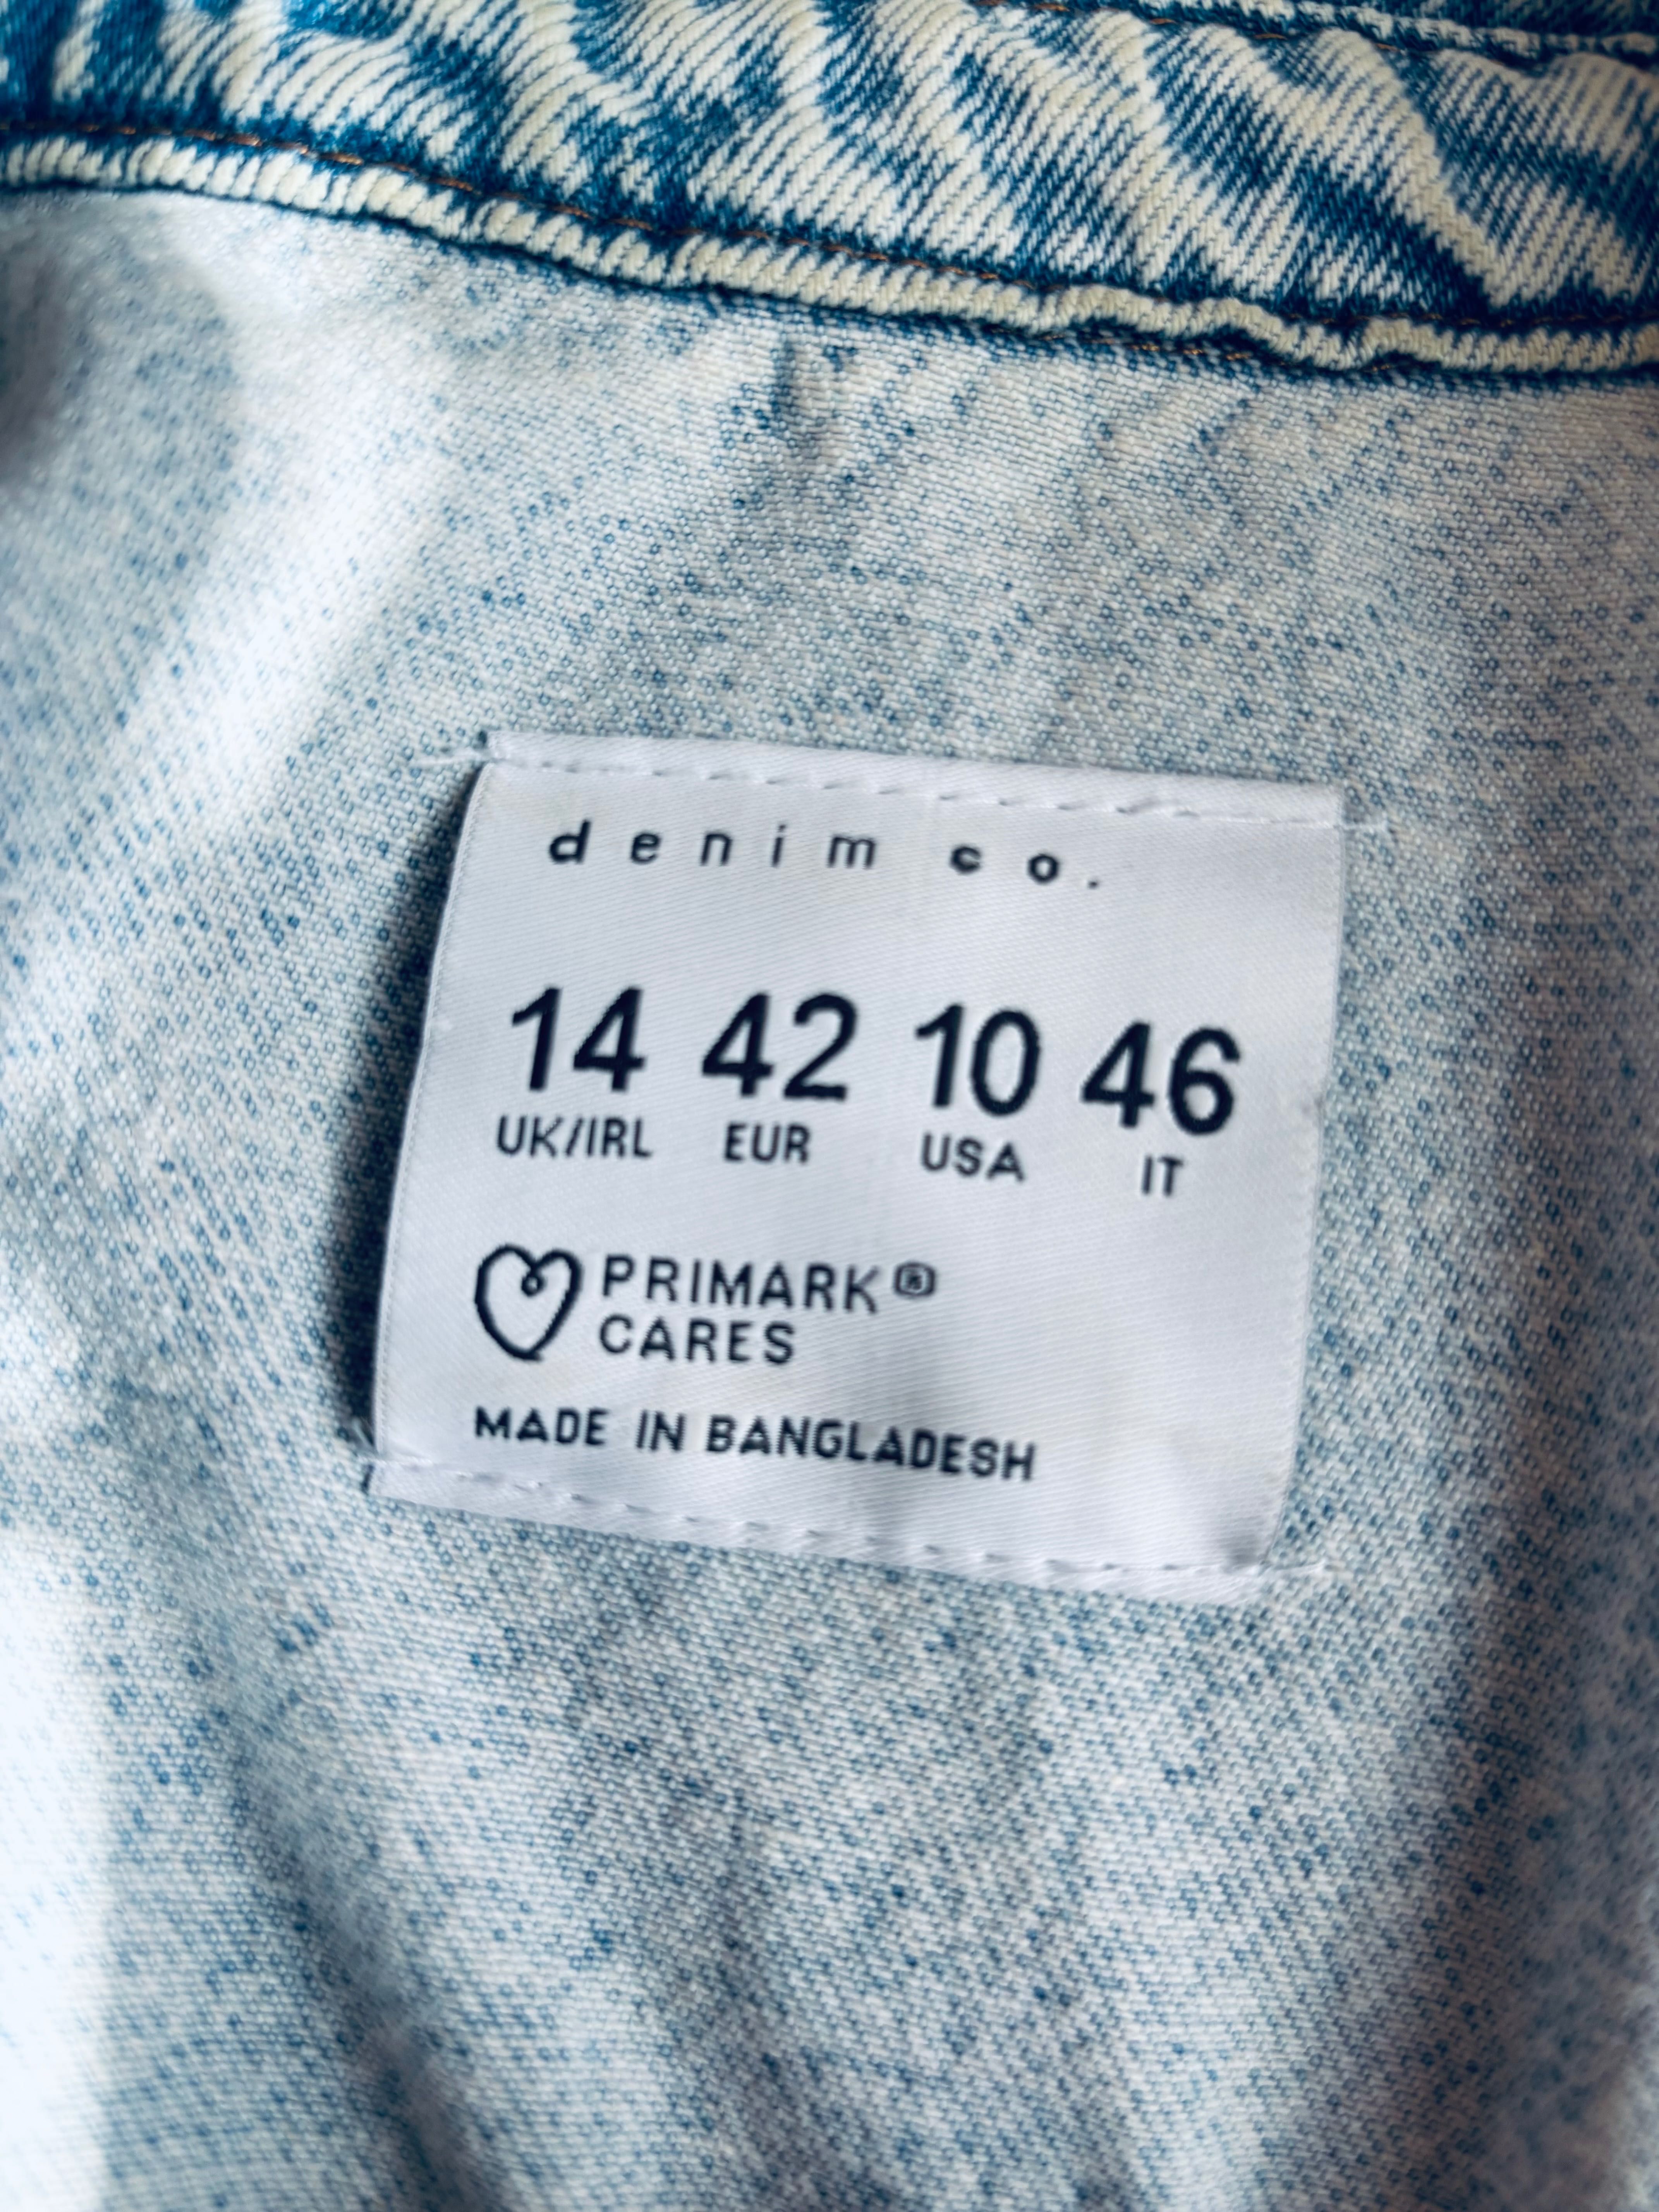 denim co.
14 42 10 46
UK/IRL EUR USA IT
PRIMARK®
CARES
MADE IN BANGLADESH